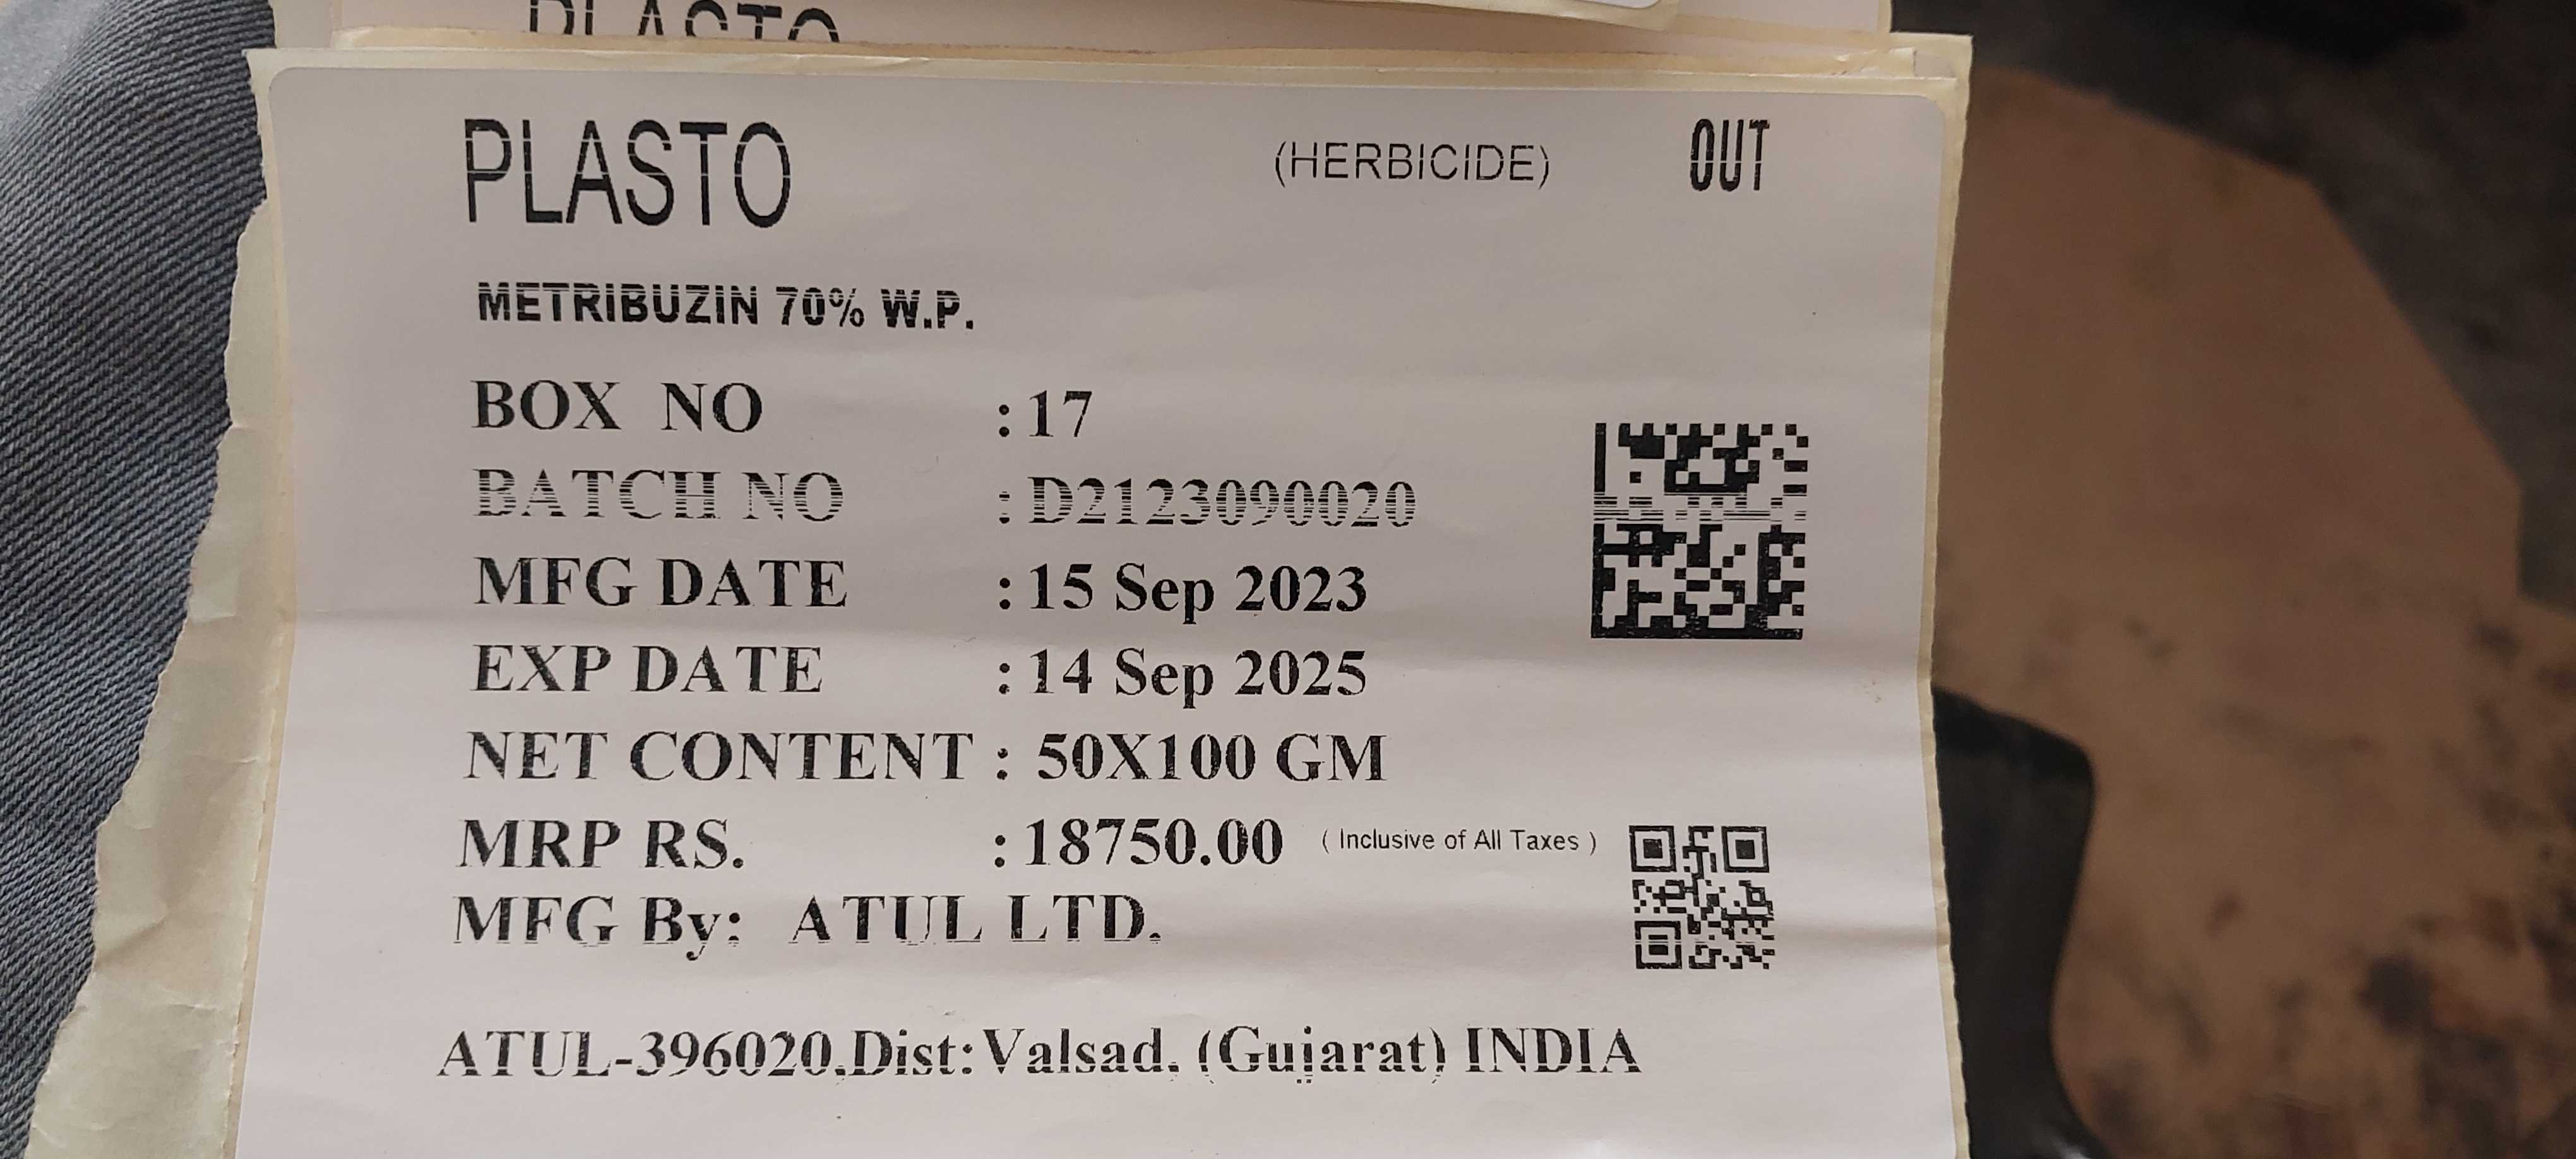 PLASTO
PLASTO (HERBICIDE) OUT
METRIBUZIN 70% W.P.
BOX NO : 17
BATCH NO : D2123090020
MFG DATE : 15 Sep 2023
EXP DATE : 14 Sep 2025
NET CONTENT : 50X100 GM
MRP RS. : 18750.00 ( Inclusive of All Taxes )
MFG By: ATUL LTD.
ATUL-396020.Dist:Valsad. (Gujarat) INDIA